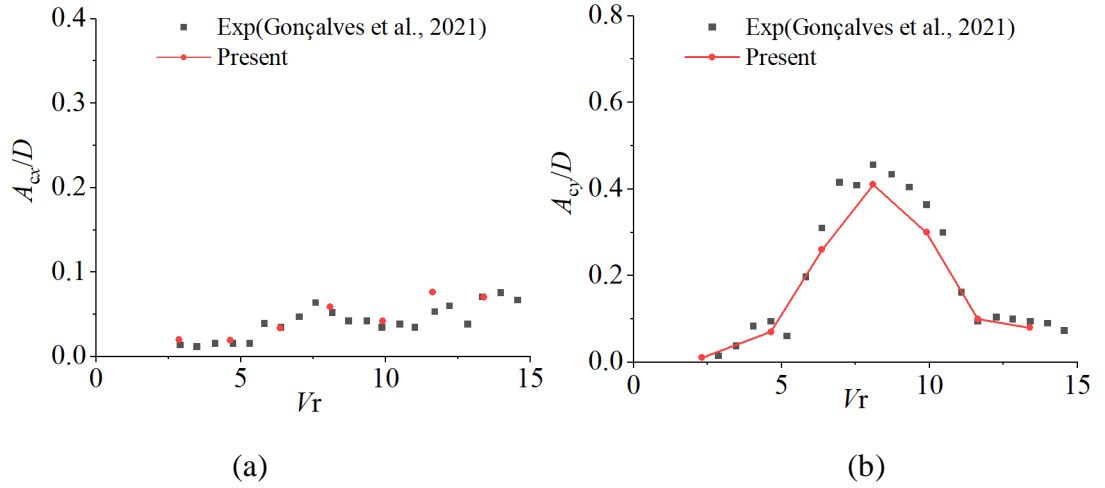 Exp(Gonçalves et al., 2021)
Present
0.4
0.3
0.2
0.1
0.0
A_cx/D
0
5
10
15
Vr
(a)
Exp(Gonçalves et al., 2021)
Present
0.8
0.6
0.4
0.2
0.0
A_cy/D
0
5
10
15
Vr
(b)